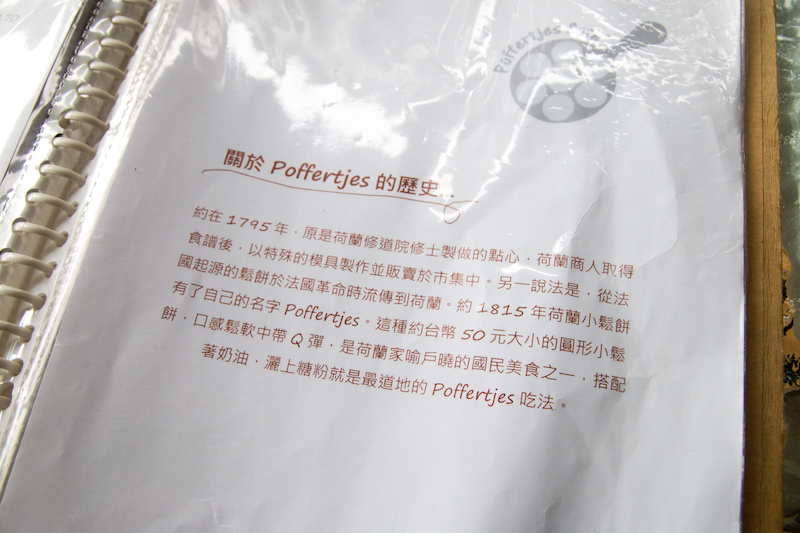 Poffertjes
關於 Poffertjes 的歷史...
約在 1795 年，原是荷蘭修道院修士製做的點心，荷蘭商人取得
食譜後，以特殊的模具製作並販賣於市集中。另一說法是，從法
國起源的鬆餅於法國革命時流傳到荷蘭。約 1815 年荷蘭小鬆餅
有了自己的名字 Poffertjes。這種約台幣 50 元大小的圓形小鬆
餅，口感鬆軟中帶 Q 彈，是荷蘭家喻戶曉的國民美食之一，搭配
著奶油，灑上糖粉就是最道地的 Poffertjes 吃法。